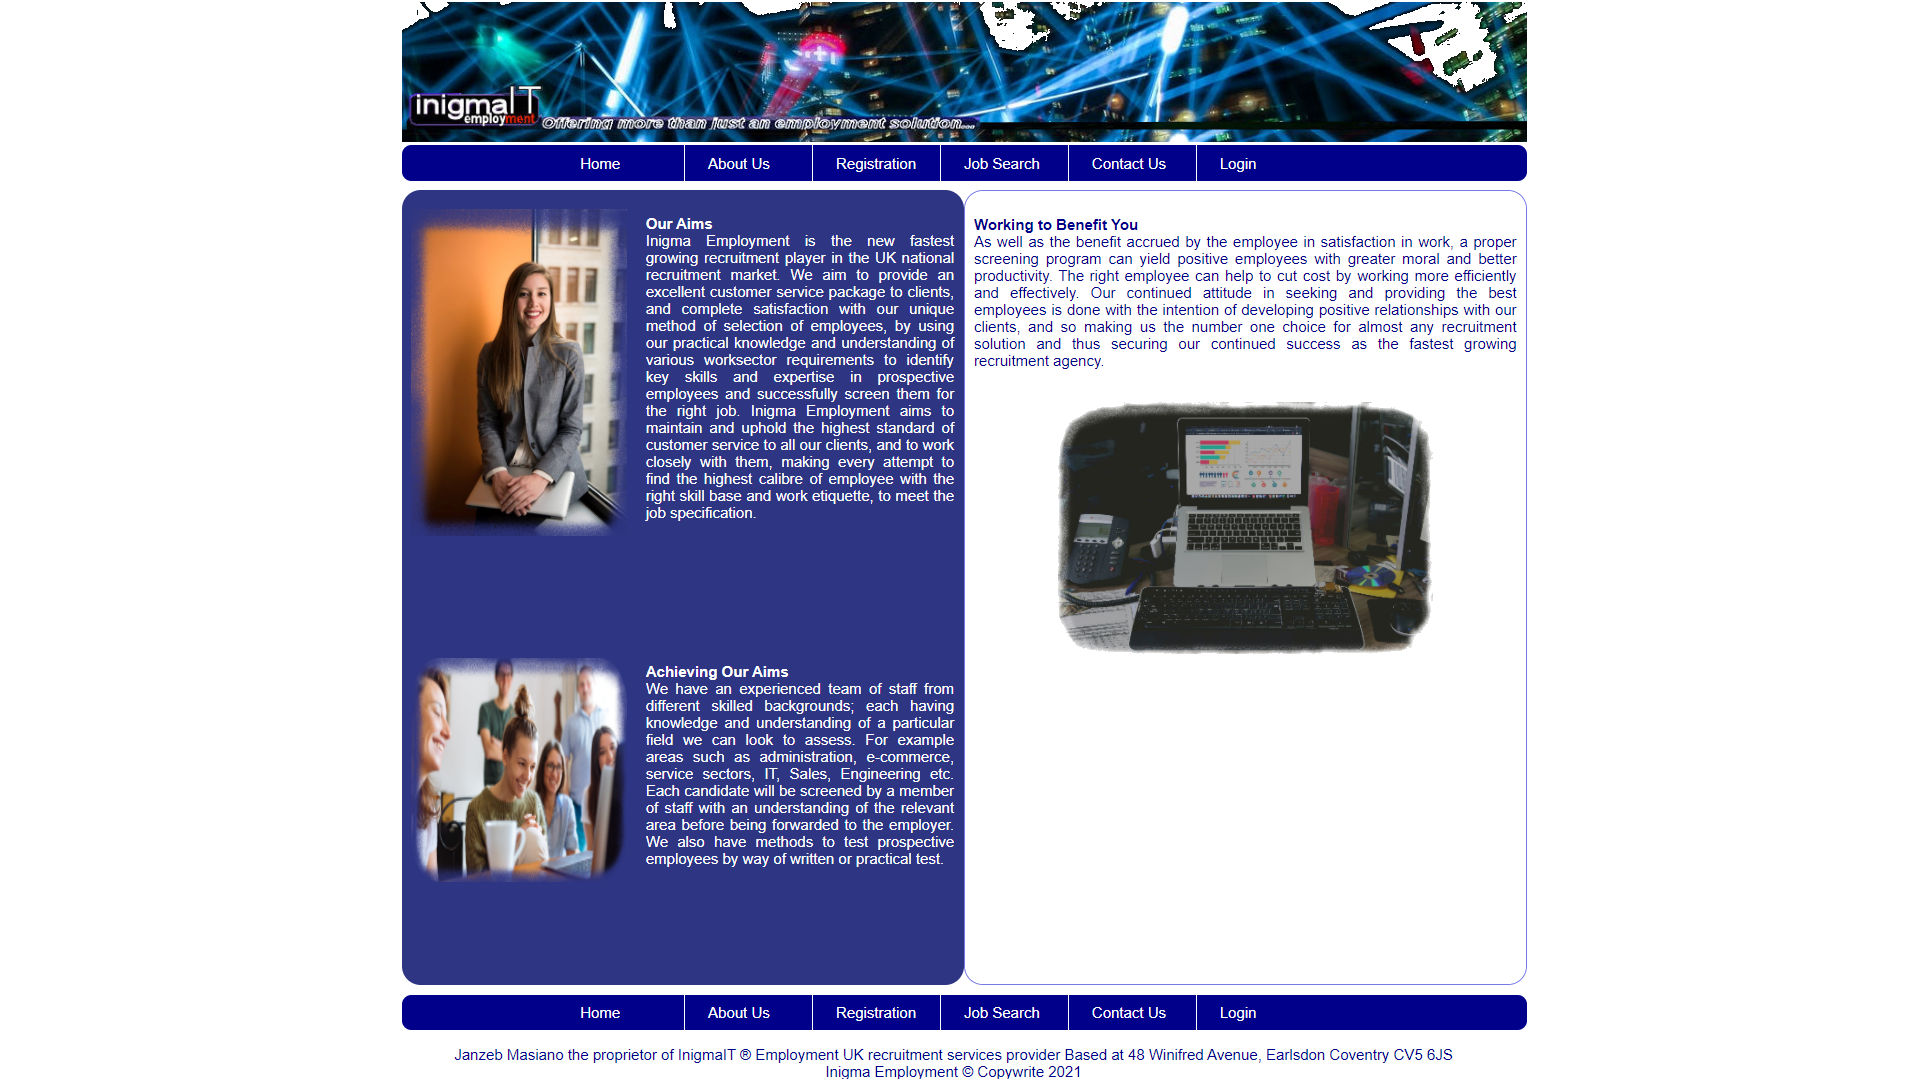 inigmaIT
employment
Offering more than just an employment solution...
Home About Us Registration Job Search Contact Us Login
Our Aims
Inigma Employment is the new fastest
growing recruitment player in the UK national
recruitment market. We aim to provide an
excellent customer service package to clients,
and complete satisfaction with our unique
method of selection of employees, by using
our practical knowledge and understanding of
various worksector requirements to identify
key skills and expertise in prospective
employees and successfully screen them for
the right job. Inigma Employment aims to
maintain and uphold the highest standard of
customer service to all our clients, and to work
closely with them, making every attempt to
find the highest calibre of employee with the
right skill base and work etiquette, to meet the
job specification.
Achieving Our Aims
We have an experienced team of staff from
different skilled backgrounds; each having
knowledge and understanding of a particular
field we can look to assess. For example
areas such as administration, e-commerce,
service sectors, IT, Sales, Engineering etc.
Each candidate will be screened by a member
of staff with an understanding of the relevant
area before being forwarded to the employer.
We also have methods to test prospective
employees by way of written or practical test.
Working to Benefit You
As well as the benefit accrued by the employee in satisfaction in work, a proper
screening program can yield positive employees with greater moral and better
productivity. The right employee can help to cut cost by working more efficiently
and effectively. Our continued attitude in seeking and providing the best
employees is done with the intention of developing positive relationships with our
clients, and so making us the number one choice for almost any recruitment
solution and thus securing our continued success as the fastest growing
recruitment agency.
Home About Us Registration Job Search Contact Us Login
Janzeb Masiano the proprietor of InigmaIT ® Employment UK recruitment services provider Based at 48 Winifred Avenue, Earlsdon Coventry CV5 6JS
Inigma Employment © Copywrite 2021